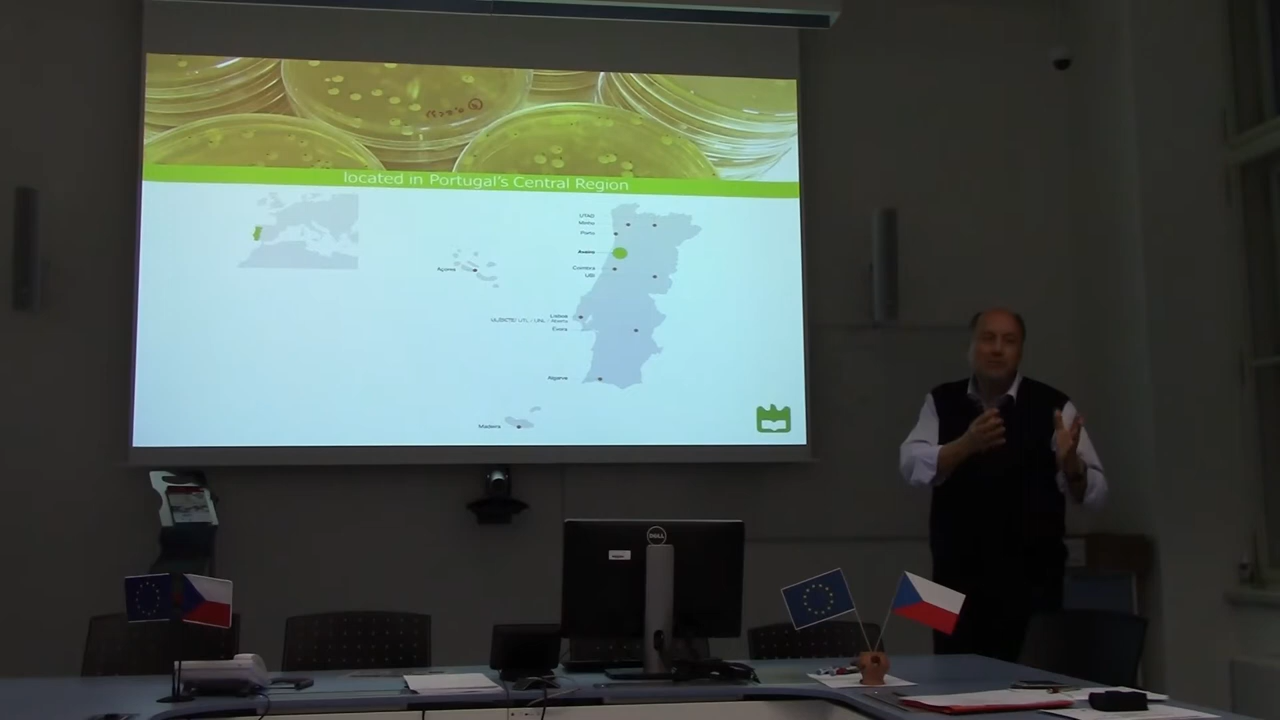 located in Portugal's Central Region
UTAD
Minho
Porto
Aveiro
Coimbra
UBI
Açores
Lisboa
Évora
Algarve
Madeira
DELL